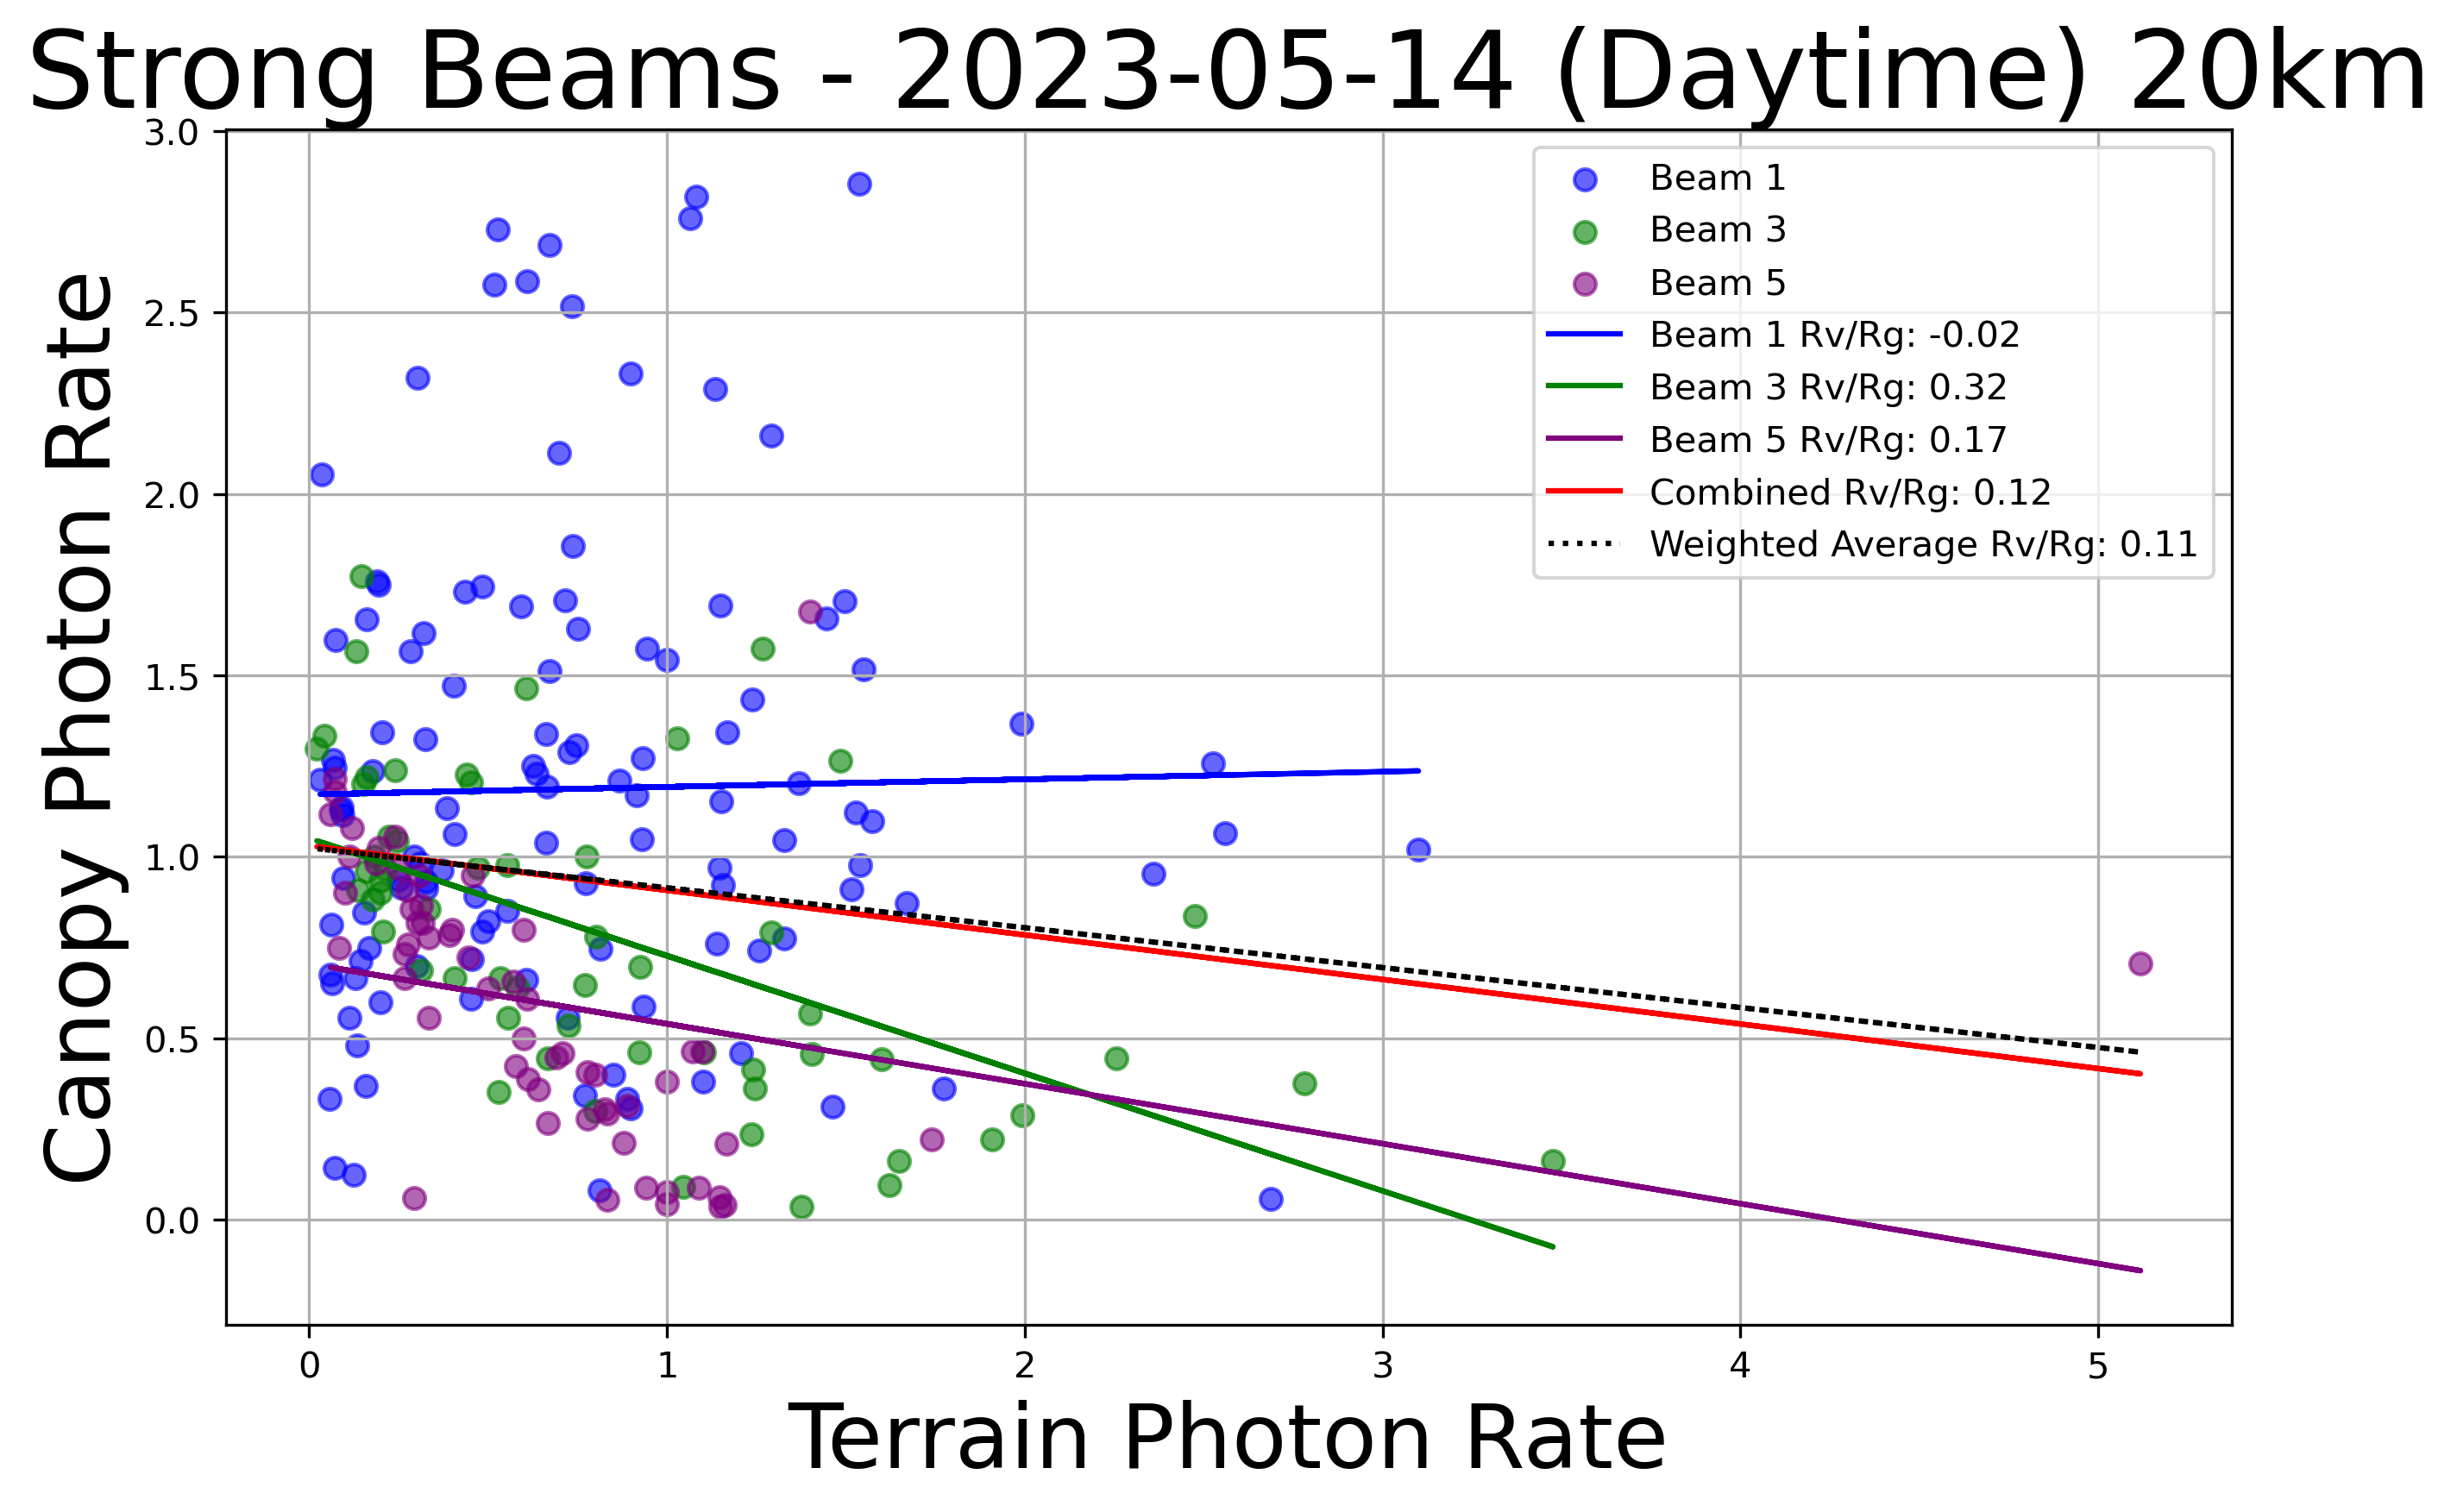 Strong Beams - 2023-05-14 (Daytime) 20km
Canopy Photon Rate
3.0
2.5
2.0
1.5
1.0
0.5
0.0
Beam 1
Beam 3
Beam 5
Beam 1 Rv/Rg: -0.02
Beam 3 Rv/Rg: 0.32
Beam 5 Rv/Rg: 0.17
Combined Rv/Rg: 0.12
Weighted Average Rv/Rg: 0.11
0 1 2 3 4 5
Terrain Photon Rate